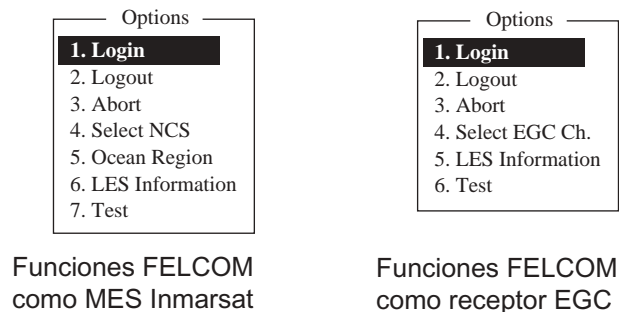 Options
1. Login
2. Logout
3. Abort
4. Select NCS
5. Ocean Region
6. LES Information
7. Test
Funciones FELCOM
como MES Inmarsat
Options
1. Login
2. Logout
3. Abort
4. Select EGC Ch.
5. LES Information
6. Test
Funciones FELCOM
como receptor EGC